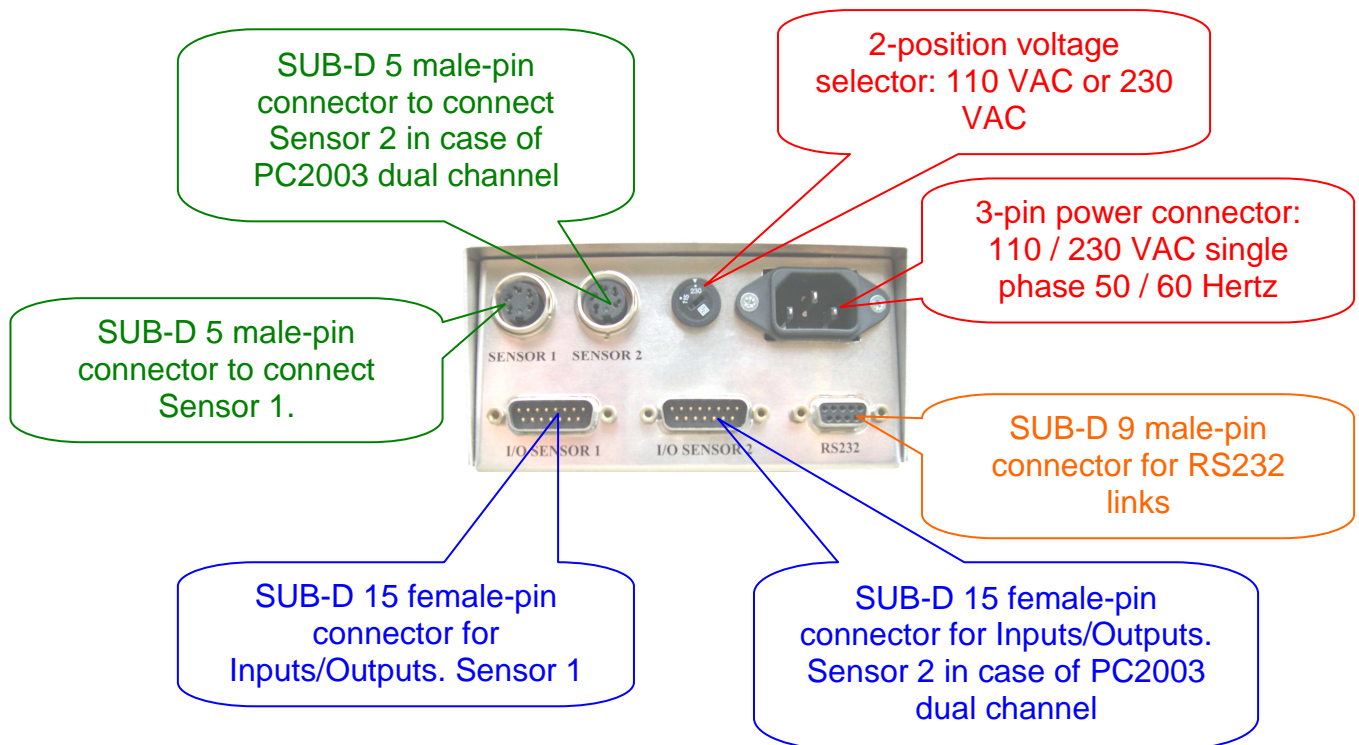 SUB-D 5 male-pin
connector to connect
Sensor 2 in case of
PC2003 dual channel
2-position voltage
selector: 110 VAC or 230
VAC
3-pin power connector:
110 / 230 VAC single
phase 50 / 60 Hertz
SUB-D 5 male-pin
connector to connect
Sensor 1.
230
SENSOR 1 SENSOR 2
I/O SENSOR 1 I/O SENSOR 2 RS232
SUB-D 9 male-pin
connector for RS232
links
SUB-D 15 female-pin
connector for
Inputs/Outputs. Sensor 1
SUB-D 15 female-pin
connector for Inputs/Outputs.
Sensor 2 in case of PC2003
dual channel